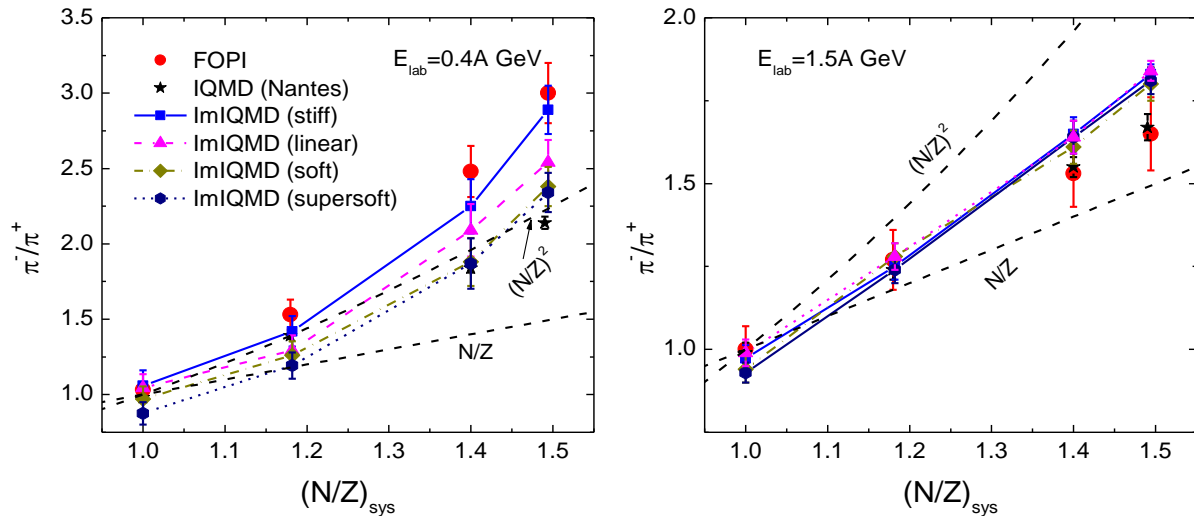 3.5
3.0
2.5
2.0
1.5
1.0
π⁻/π⁺
FOPI
IQMD (Nantes)
ImIQMD (stiff)
ImIQMD (linear)
ImIQMD (soft)
ImIQMD (supersoft)
E_lab=0.4A GeV
(N/Z)²
N/Z
1.0 1.1 1.2 1.3 1.4 1.5
(N/Z)_sys
2.0
1.5
1.0
π⁻/π⁺
E_lab=1.5A GeV
(N/Z)²
N/Z
1.0 1.1 1.2 1.3 1.4 1.5
(N/Z)_sys